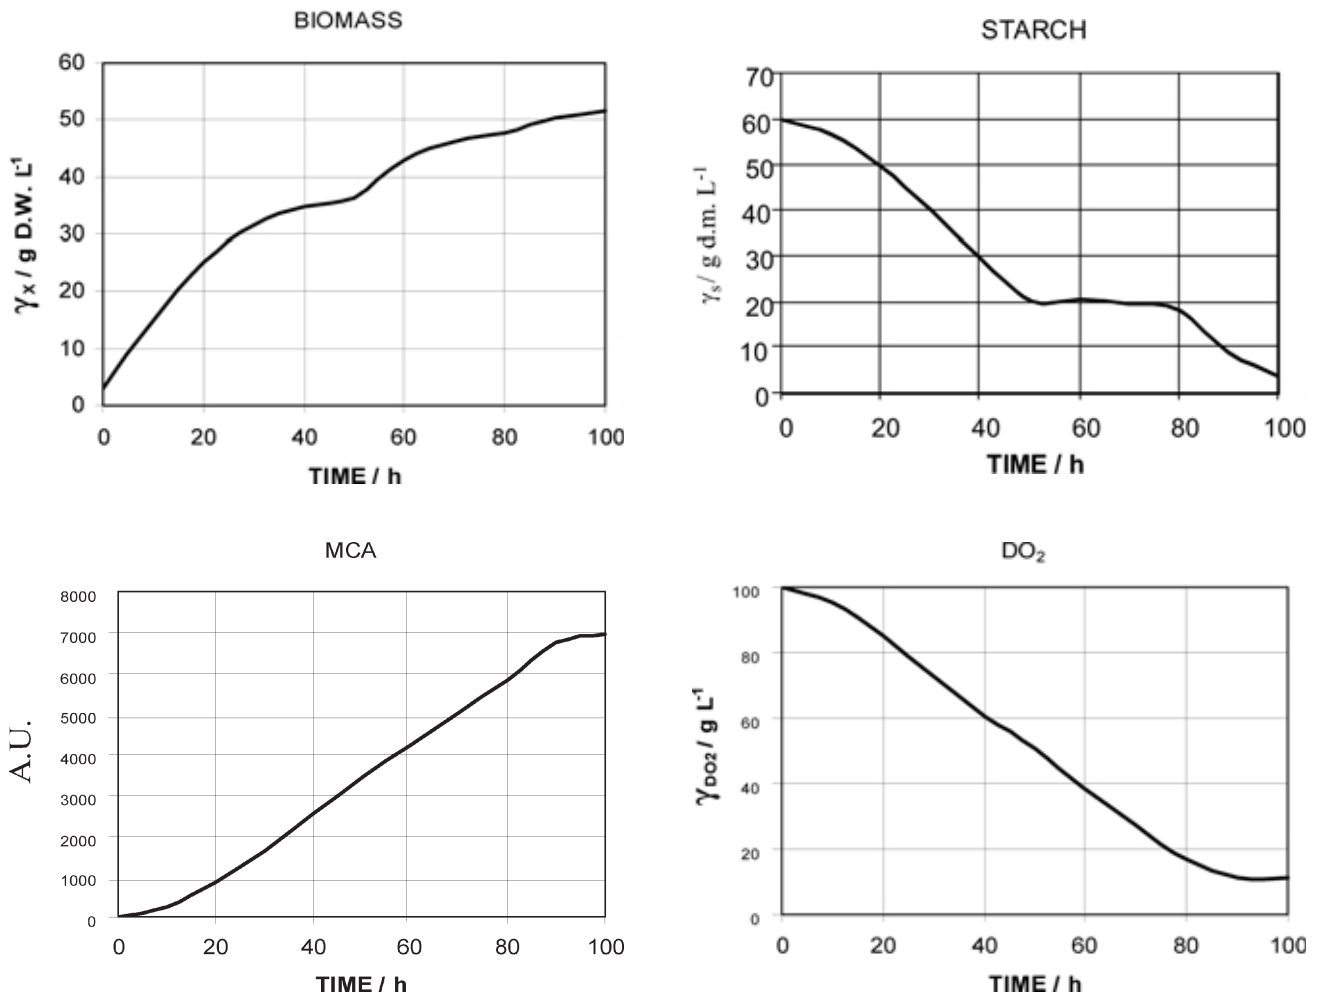 BIOMASS
60
50
40
30
20
10
0
γx / g D.W. L⁻¹
0 20 40 60 80 100
TIME / h
STARCH
70
60
50
40
30
20
10
0
γs / g d.m. L⁻¹
0 20 40 60 80 100
TIME / h
MCA
8000
7000
6000
5000
4000
3000
2000
1000
0
A.U.
0 20 40 60 80 100
TIME / h
DO₂
100
80
60
40
20
0
γDO2 / g L⁻¹
0 20 40 60 80 100
TIME / h